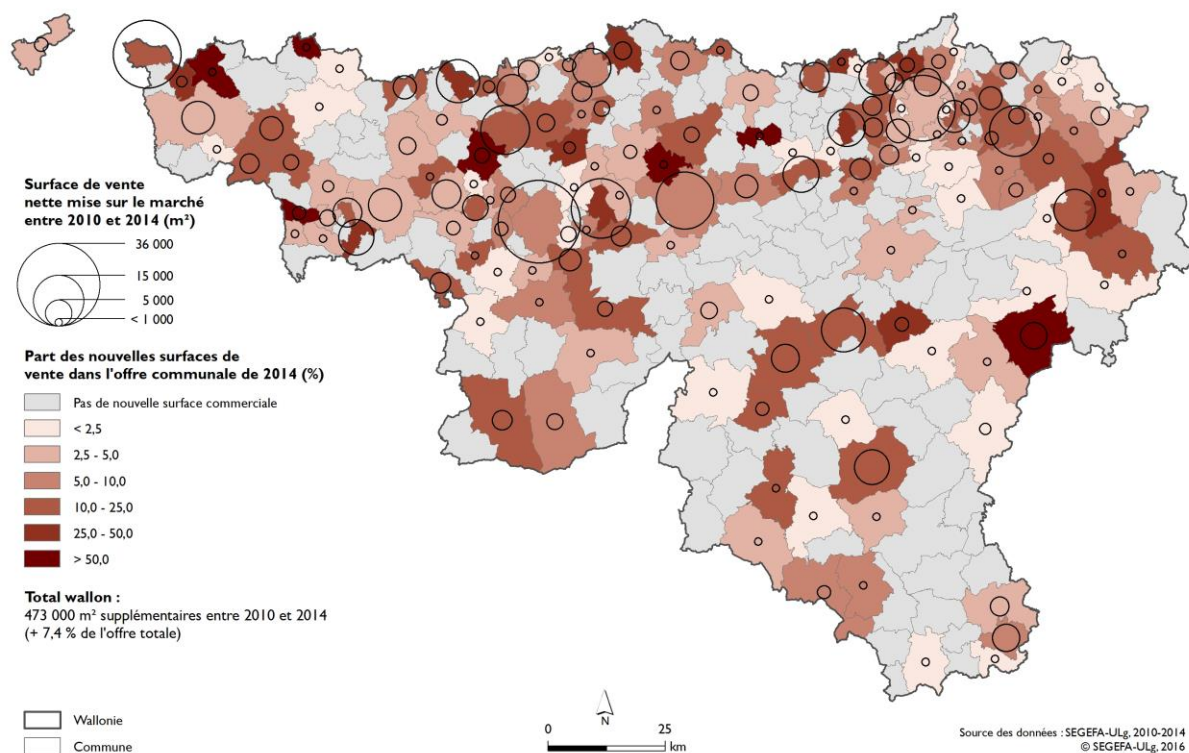 Surface de vente
nette mise sur le marché
entre 2010 et 2014 (m²)
36 000
15 000
5 000
< 1 000
Part des nouvelles surfaces de
vente dans l'offre communale de 2014 (%)
Pas de nouvelle surface commerciale
< 2,5
2,5 - 5,0
5,0 - 10,0
10,0 - 25,0
25,0 - 50,0
> 50,0
Total wallon :
473 000 m² supplémentaires entre 2010 et 2014
(+ 7,4 % de l'offre totale)
Wallonie
Commune
N
0 25
km
Source des données : SEGEFA-ULg, 2010-2014
© SEGEFA-ULg, 2016